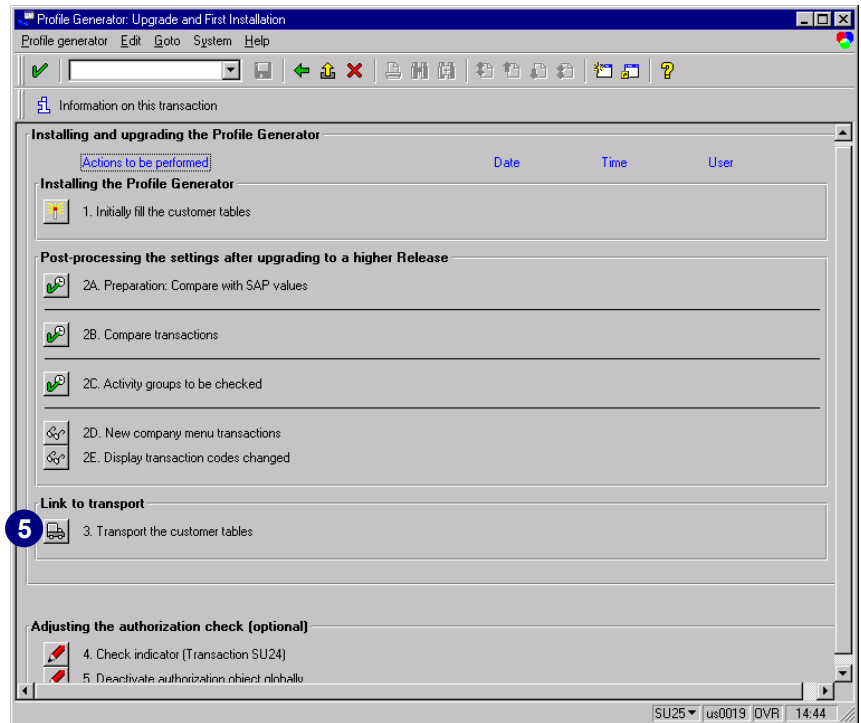 Profile Generator: Upgrade and First Installation
Profile generator Edit Goto System Help
Information on this transaction
Installing and upgrading the Profile Generator
Actions to be performed Date Time User
Installing the Profile Generator
1. Initially fill the customer tables
Post-processing the settings after upgrading to a higher Release
2A. Preparation: Compare with SAP values
2B. Compare transactions
2C. Activity groups to be checked
2D. New company menu transactions
2E. Display transaction codes changed
Link to transport
5
3. Transport the customer tables
Adjusting the authorization check (optional)
4. Check indicator (Transaction SU24)
5. Deactivate authorization object globally
SU25 us0019 OVR 14:44